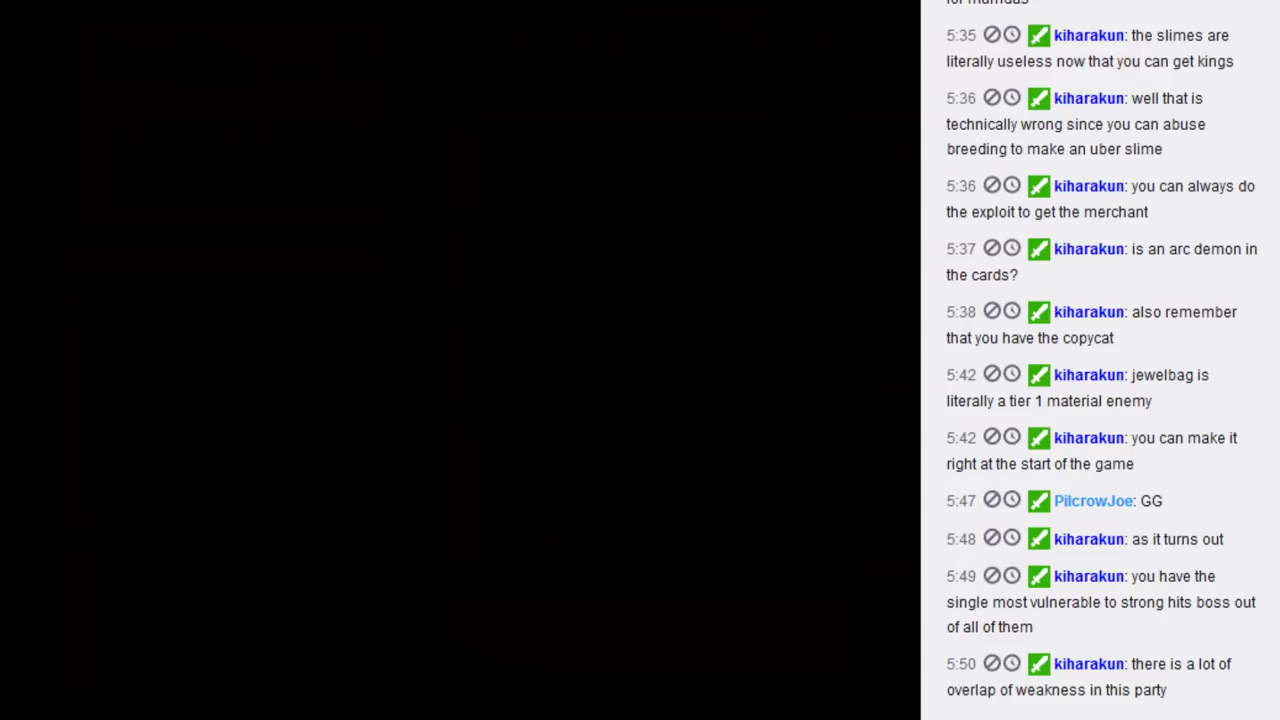 5:35 kiharakun: the slimes are
literally useless now that you can get kings
5:36 kiharakun: well that is
technically wrong since you can abuse
breeding to make an uber slime
5:36 kiharakun: you can always do
the exploit to get the merchant
5:37 kiharakun: is an arc demon in
the cards?
5:38 kiharakun: also remember
that you have the copycat
5:42 kiharakun: jewelbag is
literally a tier 1 material enemy
5:42 kiharakun: you can make it
right at the start of the game
5:47 PilcrowJoe: GG
5:48 kiharakun: as it turns out
5:49 kiharakun: you have the
single most vulnerable to strong hits boss out
of all of them
5:50 kiharakun: there is a lot of
overlap of weakness in this party